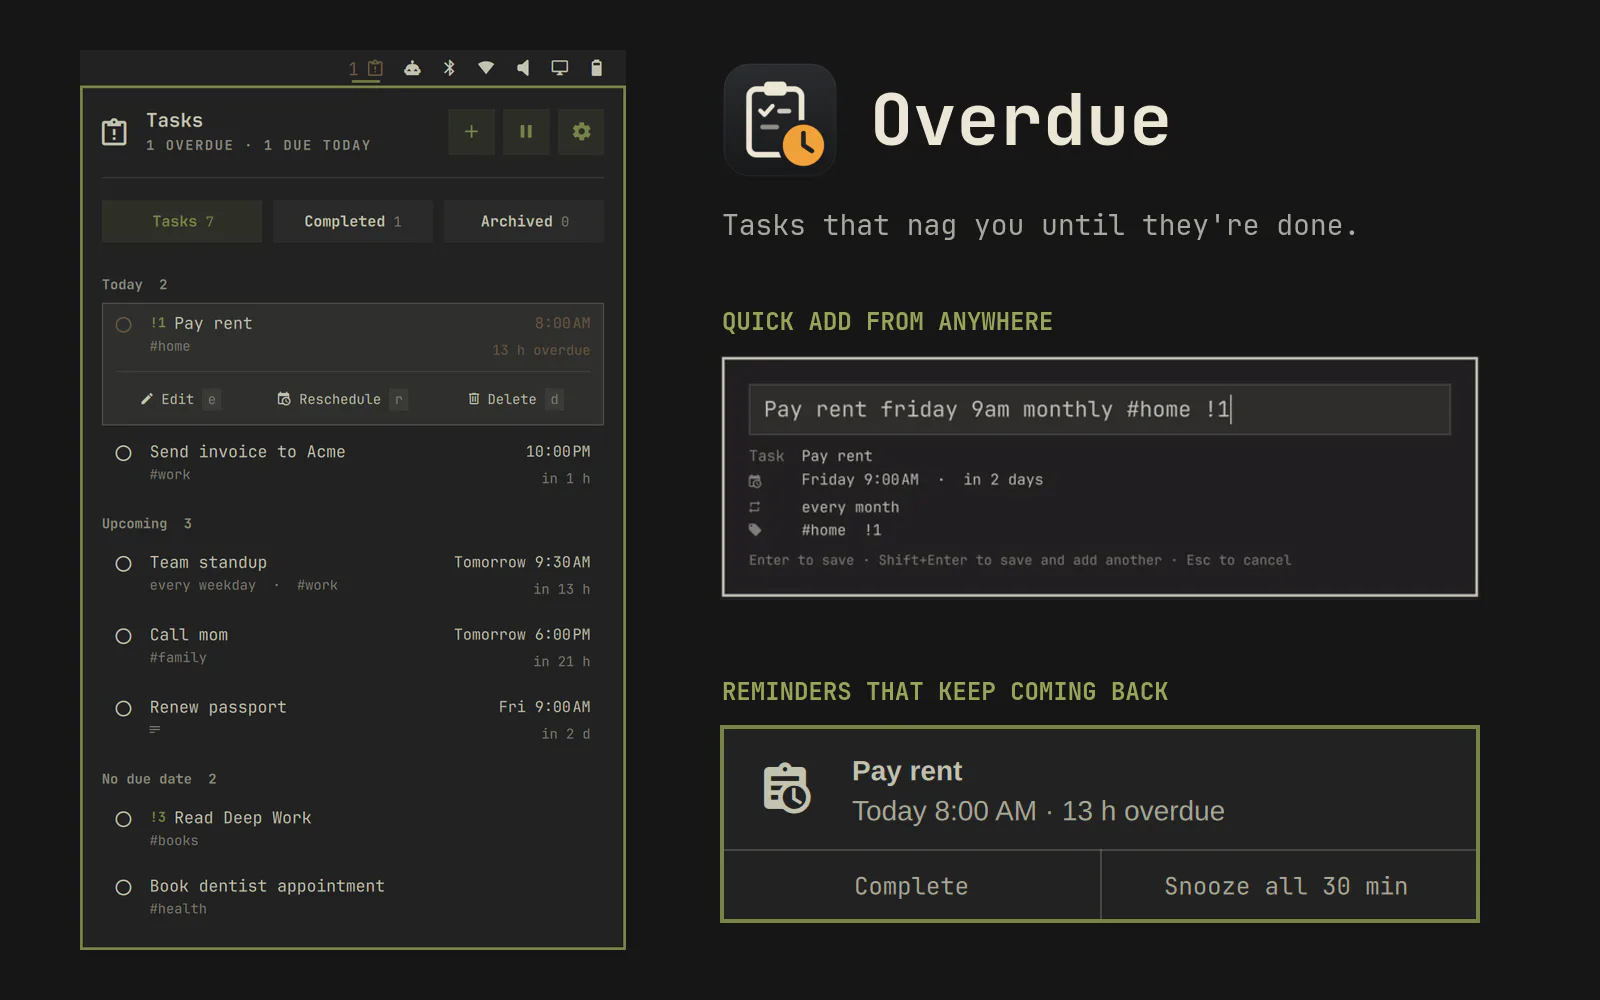 1
Tasks
1 OVERDUE · 1 DUE TODAY
+
Tasks 7
Completed 1
Archived 0
Today 2
!1 Pay rent 8:00AM
#home 13 h overdue
Edit e Reschedule r Delete d
Send invoice to Acme 10:00PM
#work in 1 h
Upcoming 3
Team standup Tomorrow 9:30AM
every weekday · #work in 13 h
Call mom Tomorrow 6:00PM
#family in 21 h
Renew passport Fri 9:00AM
in 2 d
No due date 2
!3 Read Deep Work
#books
Book dentist appointment
#health
Overdue
Tasks that nag you until they're done.
QUICK ADD FROM ANYWHERE
Pay rent friday 9am monthly #home !1
Task Pay rent
Friday 9:00AM · in 2 days
every month
#home !1
Enter to save · Shift+Enter to save and add another · Esc to cancel
REMINDERS THAT KEEP COMING BACK
Pay rent
Today 8:00 AM · 13 h overdue
Complete
Snooze all 30 min